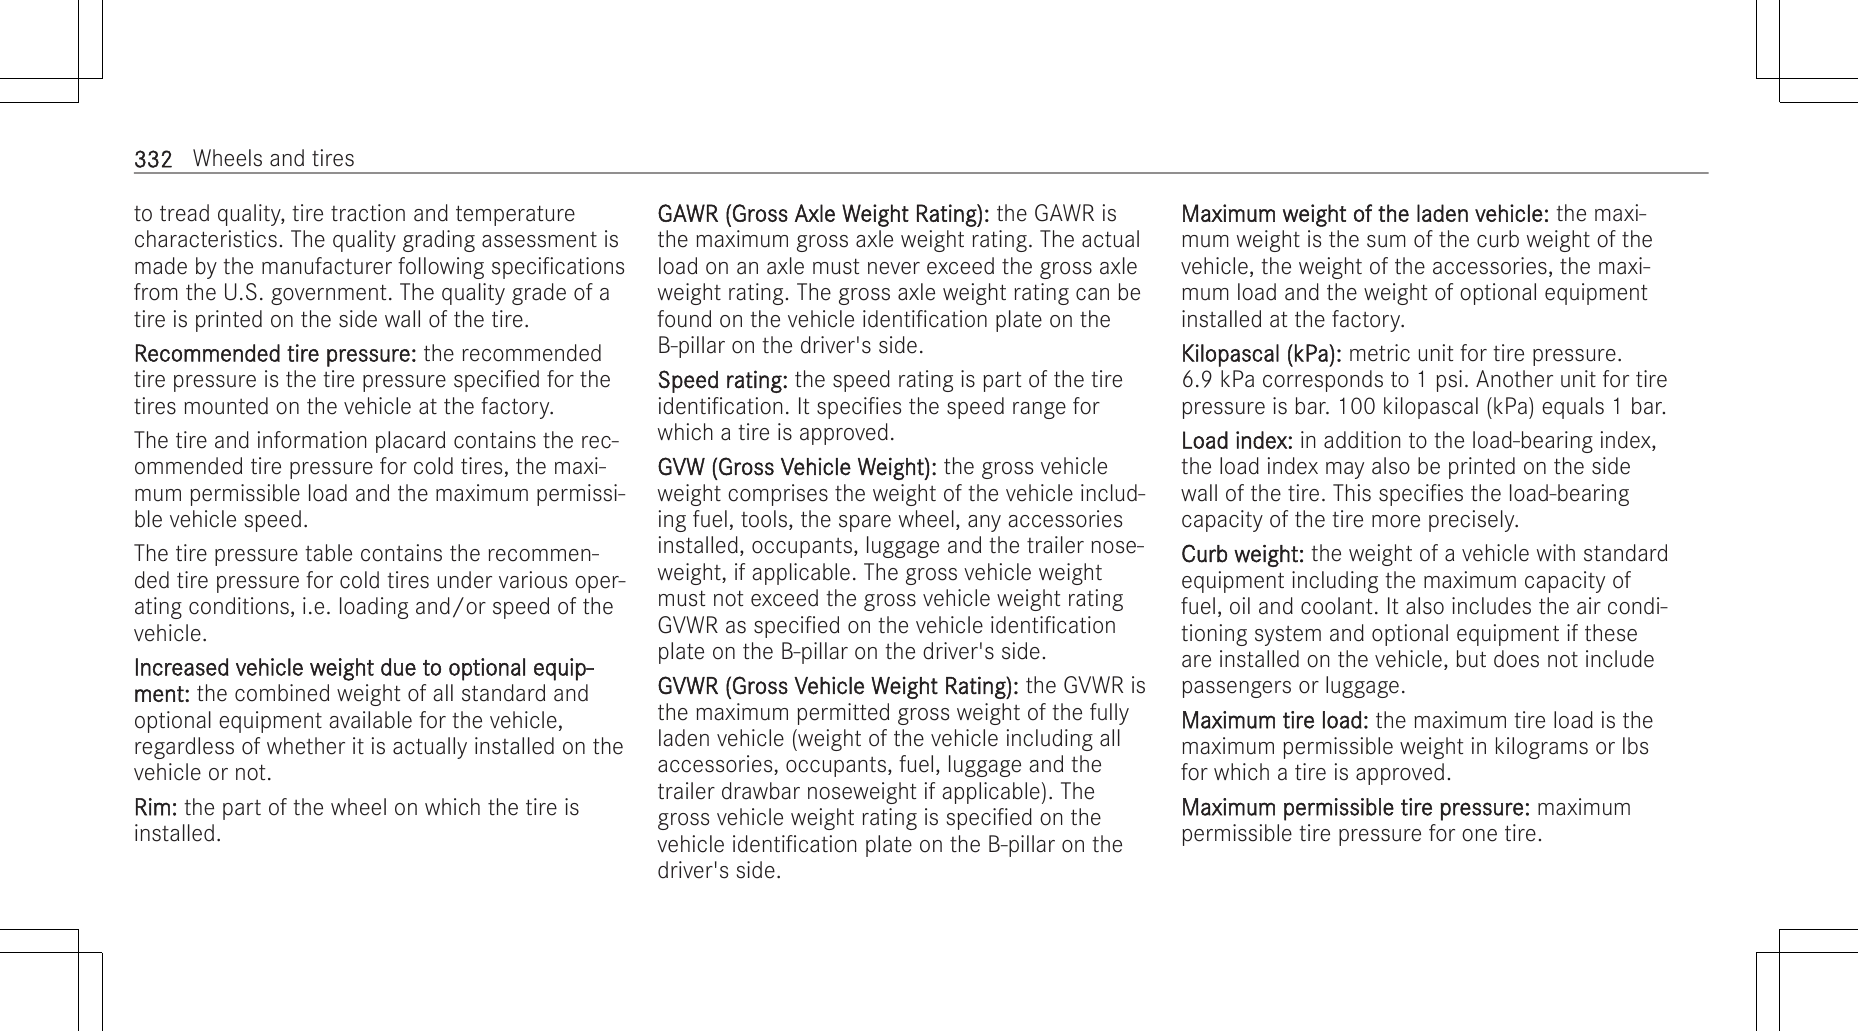 332 Wheels and tires
to tread quality, tire traction and temperature
characteristics. The quality grading assessment is
made by the manufacturer following specifications
from the U.S. government. The quality grade of a
tire is printed on the side wall of the tire.
Recommended tire pressure: the recommended
tire pressure is the tire pressure specified for the
tires mounted on the vehicle at the factory.
The tire and information placard contains the rec-
ommended tire pressure for cold tires, the maxi-
mum permissible load and the maximum permissi-
ble vehicle speed.
The tire pressure table contains the recommen-
ded tire pressure for cold tires under various oper-
ating conditions, i.e. loading and/or speed of the
vehicle.
Increased vehicle weight due to optional equip-
ment: the combined weight of all standard and
optional equipment available for the vehicle,
regardless of whether it is actually installed on the
vehicle or not.
Rim: the part of the wheel on which the tire is
installed.
GAWR (Gross Axle Weight Rating): the GAWR is
the maximum gross axle weight rating. The actual
load on an axle must never exceed the gross axle
weight rating. The gross axle weight rating can be
found on the vehicle identification plate on the
B-pillar on the driver's side.
Speed rating: the speed rating is part of the tire
identification. It specifies the speed range for
which a tire is approved.
GVW (Gross Vehicle Weight): the gross vehicle
weight comprises the weight of the vehicle includ-
ing fuel, tools, the spare wheel, any accessories
installed, occupants, luggage and the trailer nose-
weight, if applicable. The gross vehicle weight
must not exceed the gross vehicle weight rating
GVWR as specified on the vehicle identification
plate on the B-pillar on the driver's side.
GVWR (Gross Vehicle Weight Rating): the GVWR is
the maximum permitted gross weight of the fully
laden vehicle (weight of the vehicle including all
accessories, occupants, fuel, luggage and the
trailer drawbar noseweight if applicable). The
gross vehicle weight rating is specified on the
vehicle identification plate on the B-pillar on the
driver's side.
Maximum weight of the laden vehicle: the maxi-
mum weight is the sum of the curb weight of the
vehicle, the weight of the accessories, the maxi-
mum load and the weight of optional equipment
installed at the factory.
Kilopascal (kPa): metric unit for tire pressure.
6.9 kPa corresponds to 1 psi. Another unit for tire
pressure is bar. 100 kilopascal (kPa) equals 1 bar.
Load index: in addition to the load-bearing index,
the load index may also be printed on the side
wall of the tire. This specifies the load-bearing
capacity of the tire more precisely.
Curb weight: the weight of a vehicle with standard
equipment including the maximum capacity of
fuel, oil and coolant. It also includes the air condi-
tioning system and optional equipment if these
are installed on the vehicle, but does not include
passengers or luggage.
Maximum tire load: the maximum tire load is the
maximum permissible weight in kilograms or lbs
for which a tire is approved.
Maximum permissible tire pressure: maximum
permissible tire pressure for one tire.